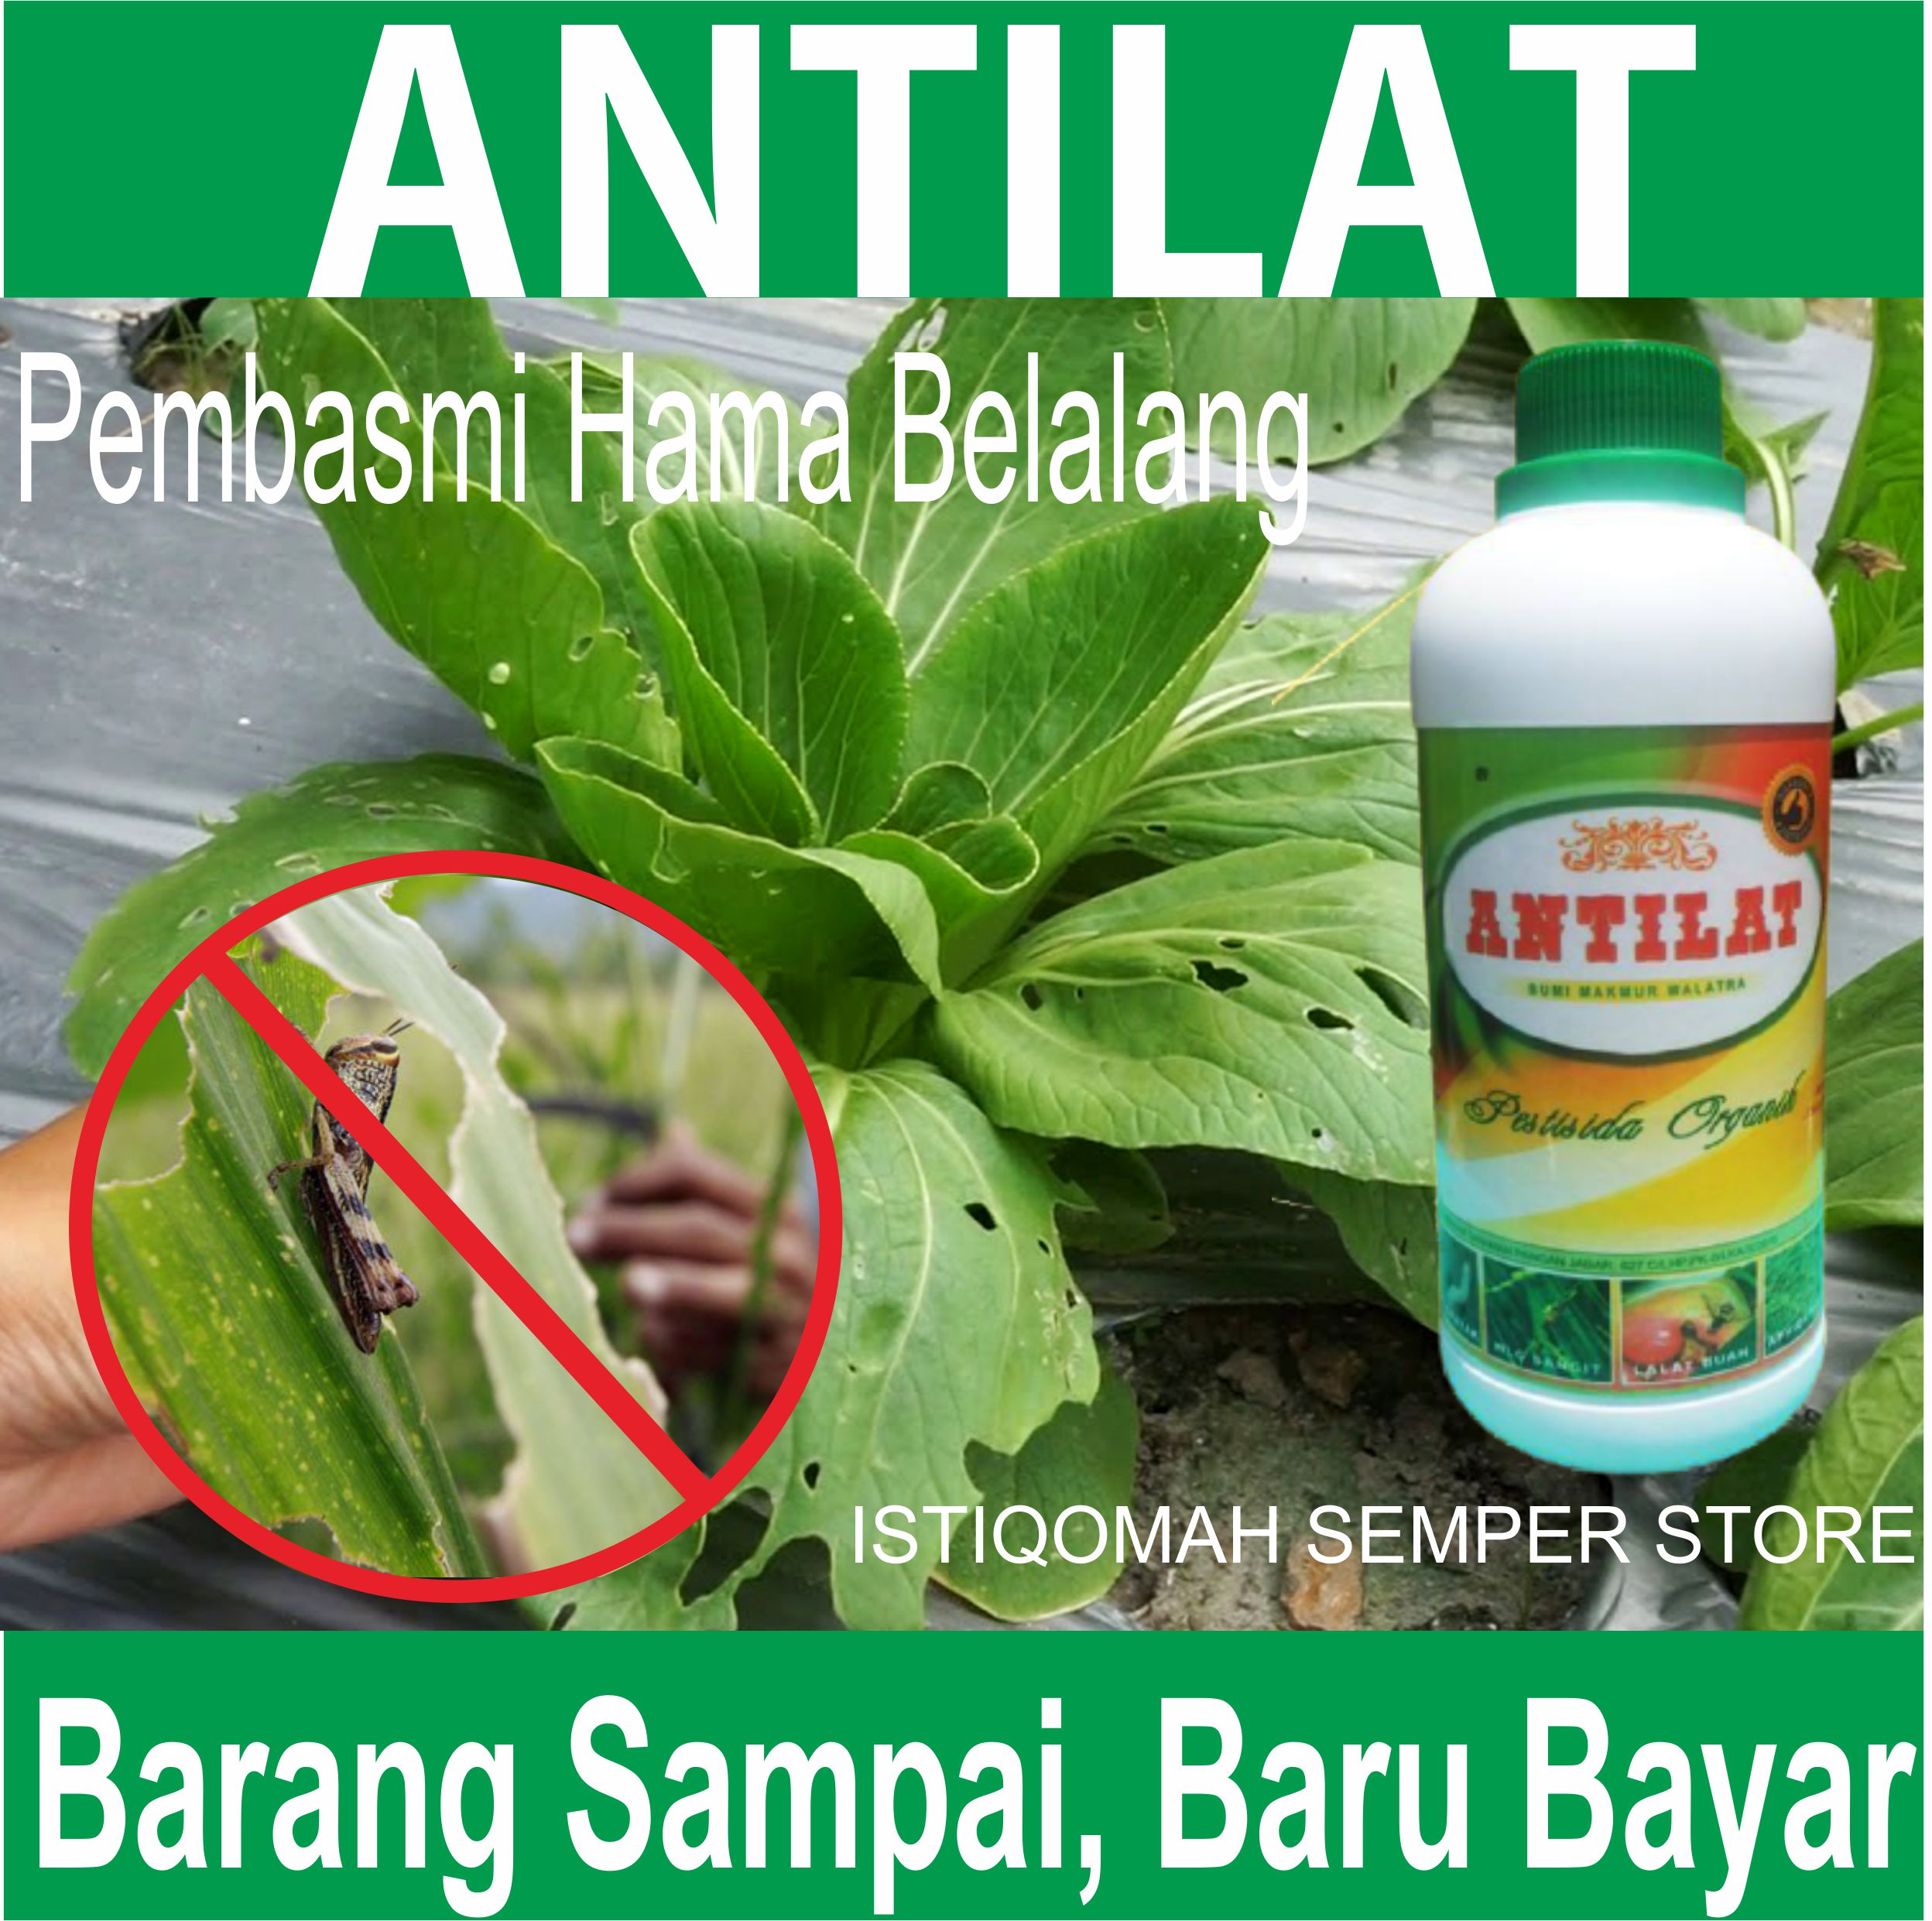 ANTILAT
Pembasmi Hama Belalang
ANTILAT
BUMI MAKMUR WALATRA
Pestisida Organik
LALAT BUAH
ISTIQOMAH SEMPER STORE
Barang Sampai, Baru Bayar